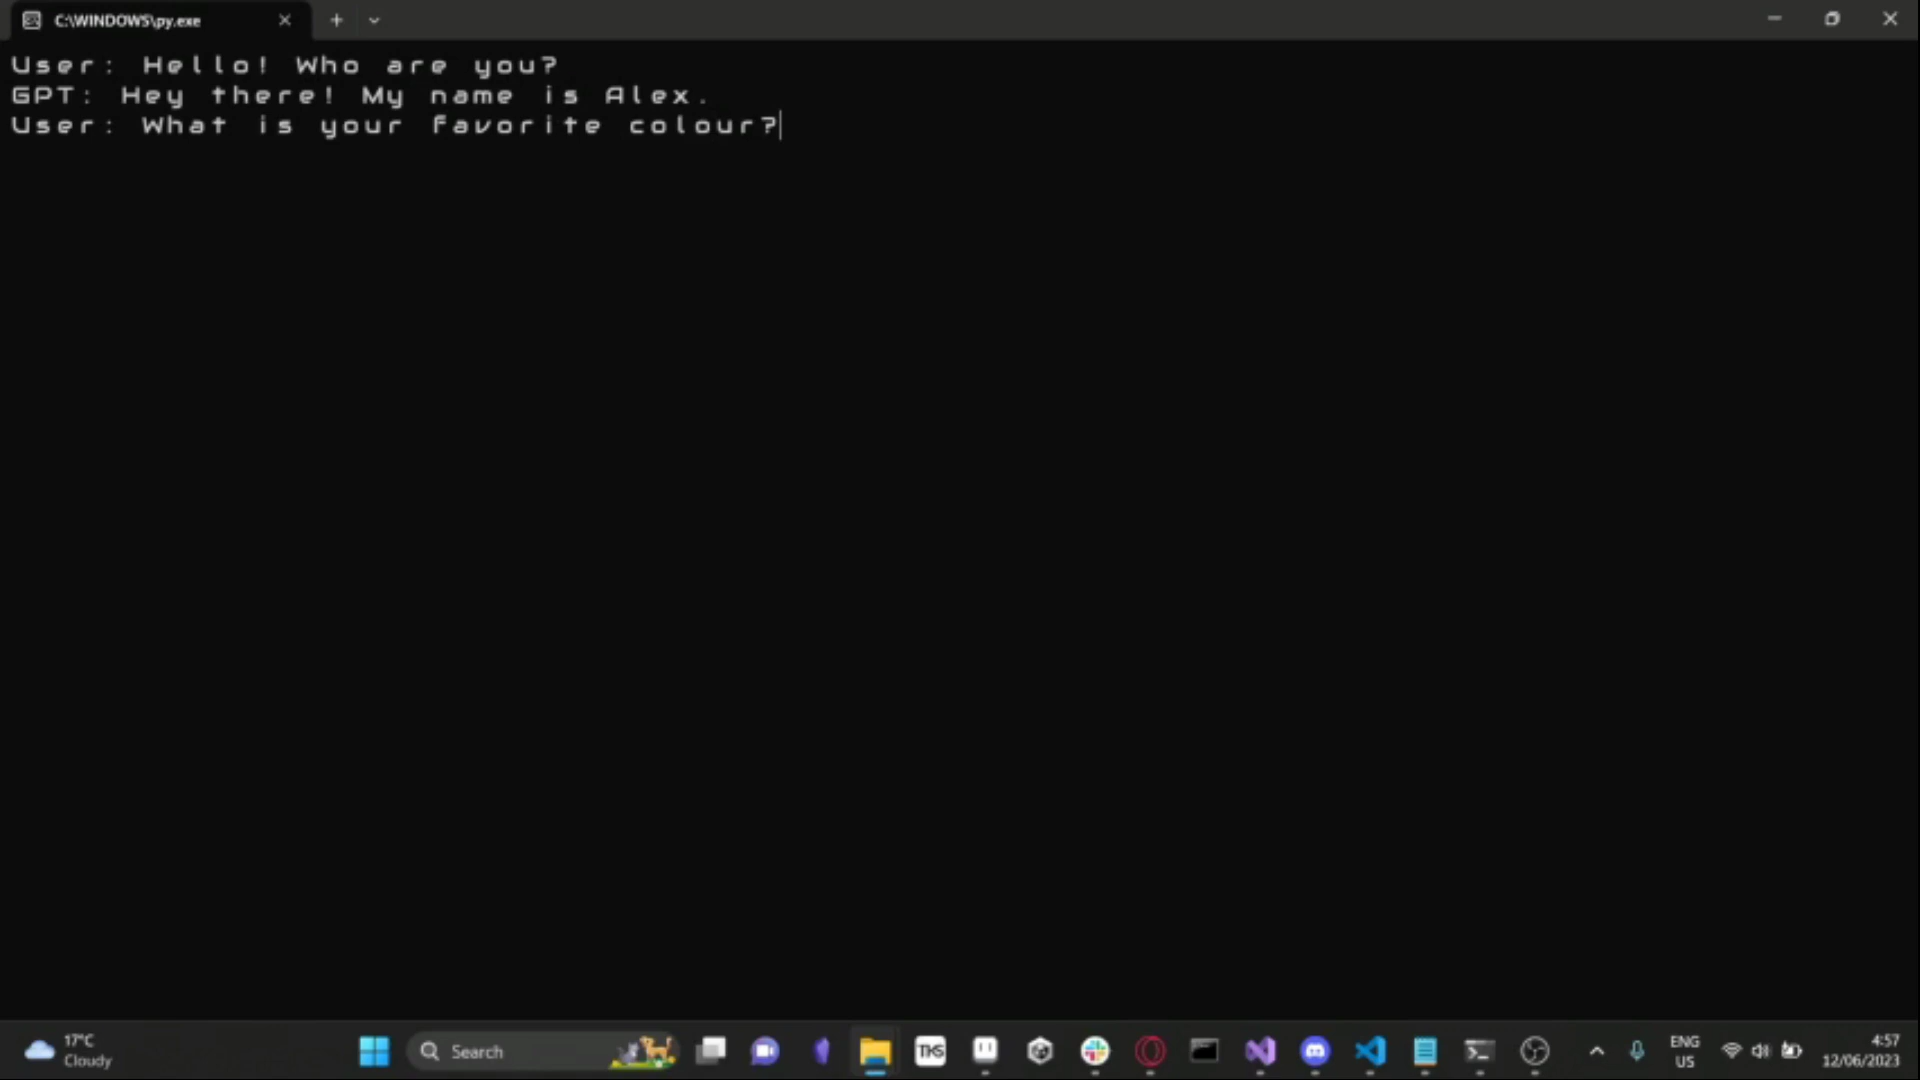 C:\WINDOWS\py.exe
User: Hello! Who are you?
GPT: Hey there! My name is Alex.
User: What is your favorite colour?
17°C
Cloudy
Search
TKS
ENG
US
4:57
12/06/2023